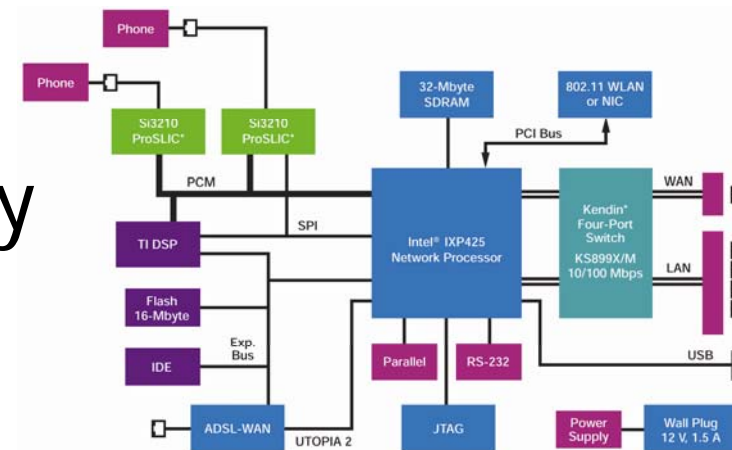 Phone
Phone
32-Mbyte
SDRAM
802.11 WLAN
or NIC
Si3210
ProSLIC*
Si3210
ProSLIC*
PCI Bus
y
PCM
WAN
Kendin*
Four-Port
Switch
KS899X/M
10/100 Mbps
SPI
TI DSP
Intel® IXP425
Network Processor
LAN
Flash
16-Mbyte
Exp.
Bus
IDE
Parallel
RS-232
USB
ADSL-WAN
UTOPIA 2
JTAG
Power
Supply
Wall Plug
12 V, 1.5 A